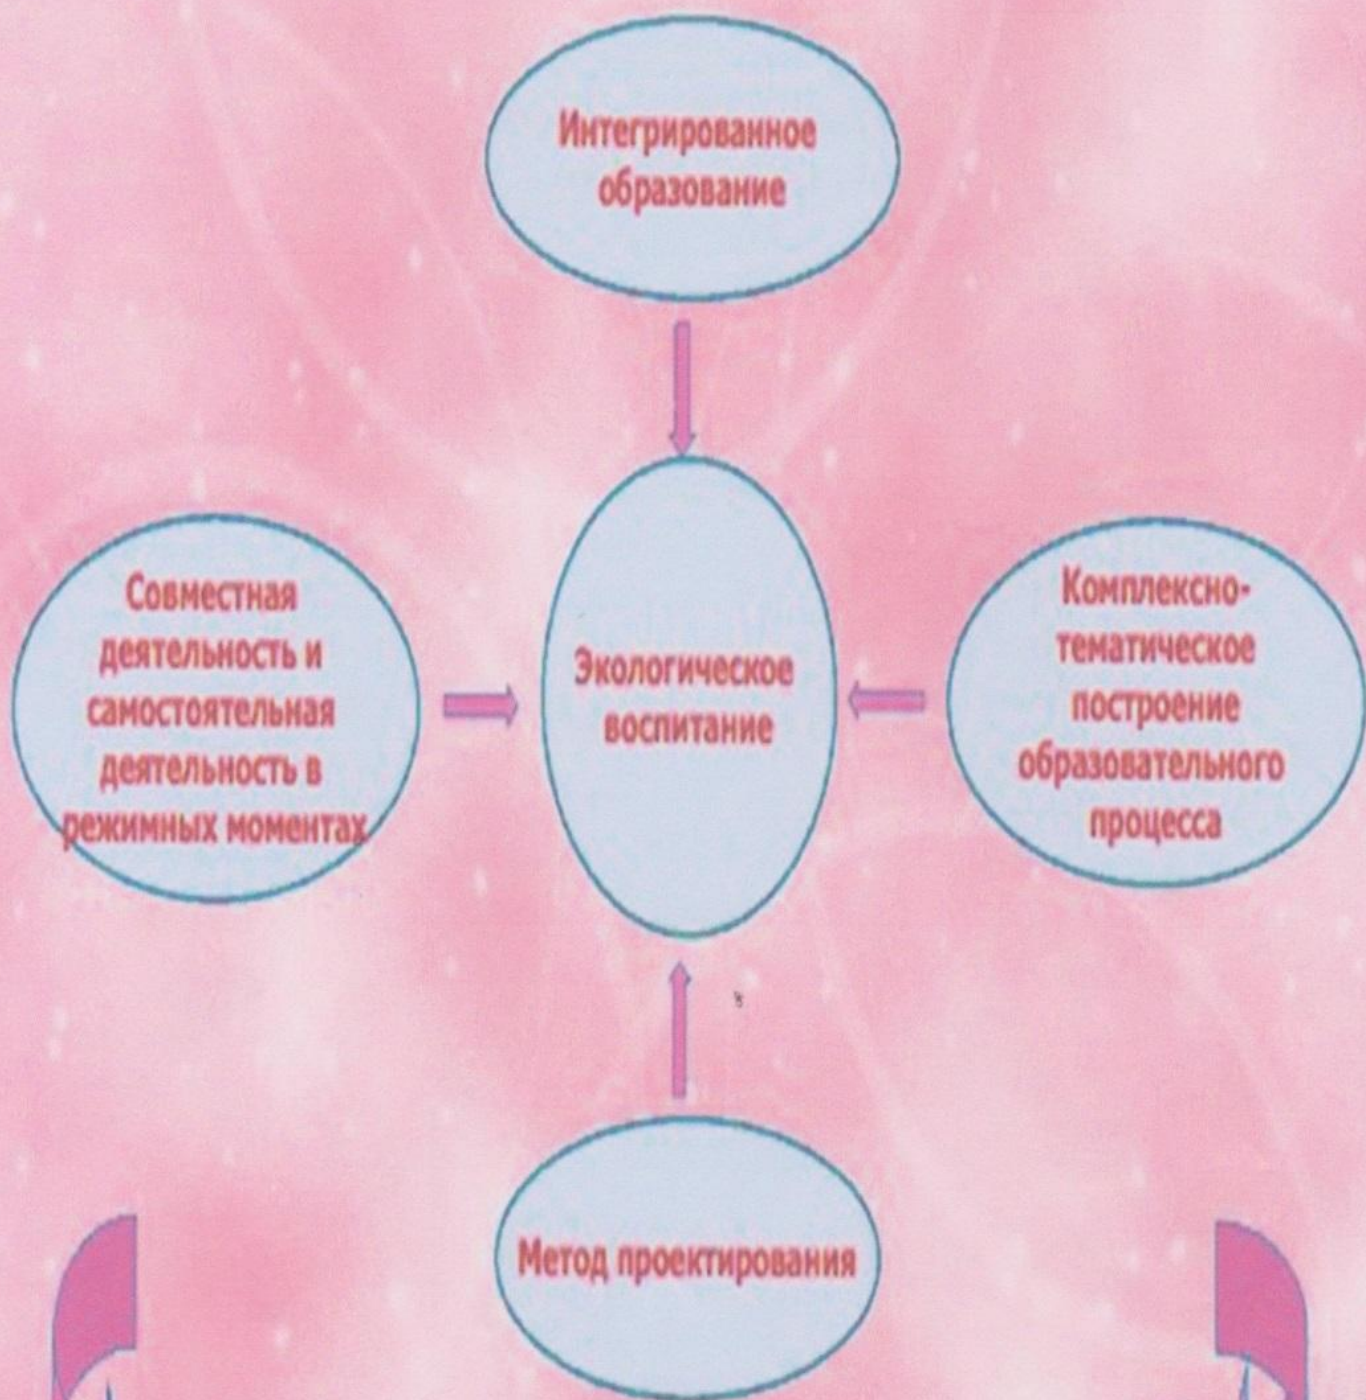 Интегрированное
образование
Совместная
деятельность и
самостоятельная
деятельность в
режимных моментах
Экологическое
воспитание
Комплексно-
тематическое
построение
образовательного
процесса
Метод проектирования